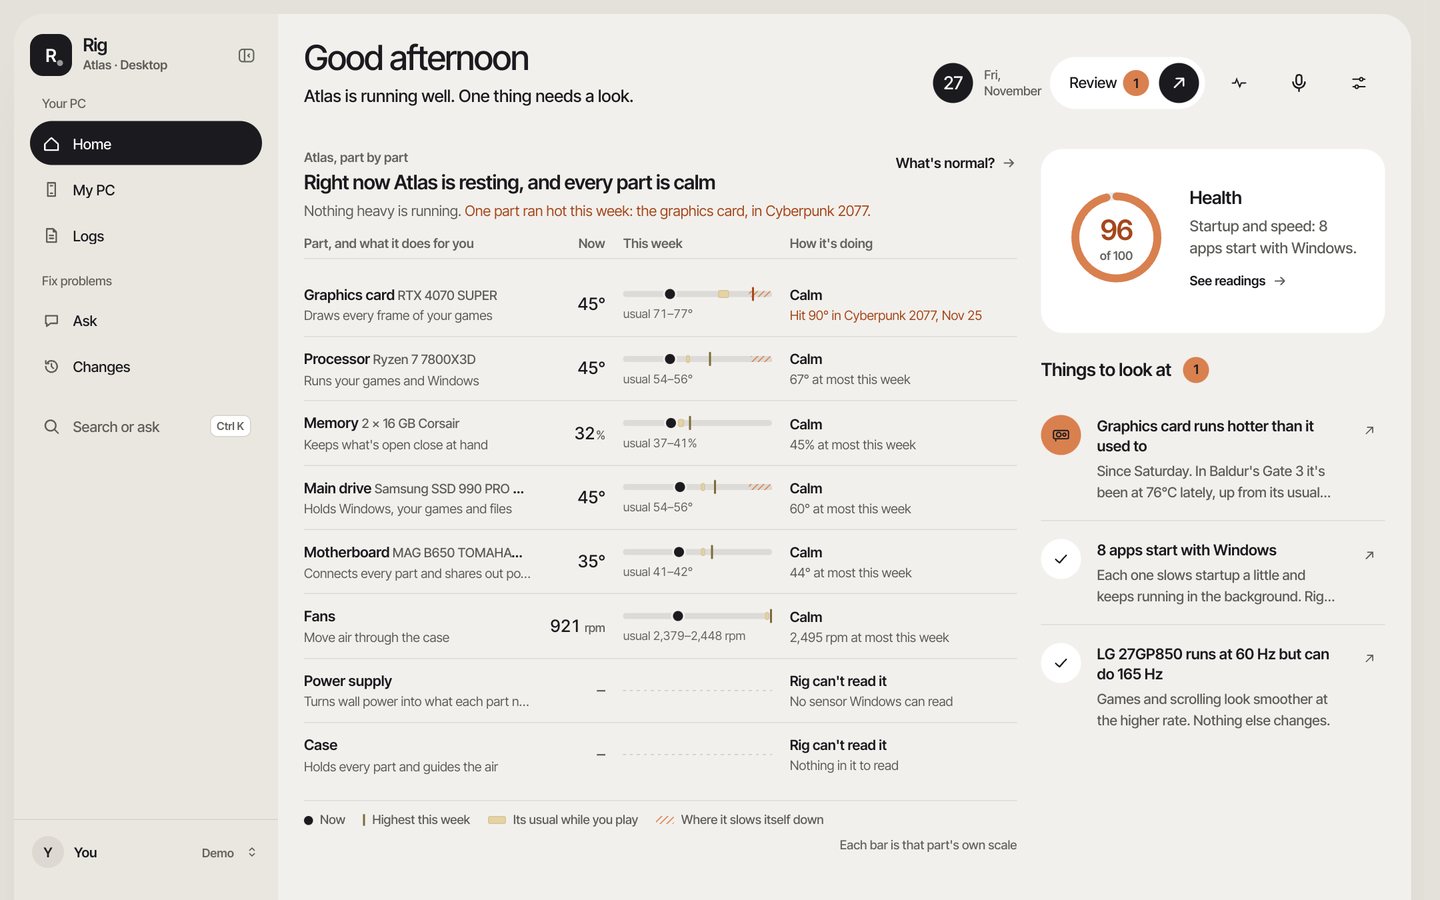 R.
Rig
Atlas · Desktop
Your PC
Home
My PC
Logs
Fix problems
Ask
Changes
Search or ask
Ctrl K
Y
You
Demo
Good afternoon
Atlas is running well. One thing needs a look.
27
Fri,
November
Review 1
Atlas, part by part
What's normal?
Right now Atlas is resting, and every part is calm
Nothing heavy is running. One part ran hot this week: the graphics card, in Cyberpunk 2077.
Part, and what it does for you
Now
This week
How it's doing
Graphics card RTX 4070 SUPER
Draws every frame of your games
45°
usual 71–77°
Calm
Hit 90° in Cyberpunk 2077, Nov 25
Processor Ryzen 7 7800X3D
Runs your games and Windows
45°
usual 54–56°
Calm
67° at most this week
Memory 2 × 16 GB Corsair
Keeps what's open close at hand
32%
usual 37–41%
Calm
45% at most this week
Main drive Samsung SSD 990 PRO ...
Holds Windows, your games and files
45°
usual 54–56°
Calm
60° at most this week
Motherboard MAG B650 TOMAHA...
Connects every part and shares out po...
35°
usual 41–42°
Calm
44° at most this week
Fans
Move air through the case
921 rpm
usual 2,379–2,448 rpm
Calm
2,495 rpm at most this week
Power supply
Turns wall power into what each part n...
–
Rig can't read it
No sensor Windows can read
Case
Holds every part and guides the air
–
Rig can't read it
Nothing in it to read
Now
Highest this week
Its usual while you play
Where it slows itself down
Each bar is that part's own scale
96
of 100
Health
Startup and speed: 8
apps start with Windows.
See readings
Things to look at 1
Graphics card runs hotter than it
used to
Since Saturday. In Baldur's Gate 3 it's
been at 76°C lately, up from its usual...
8 apps start with Windows
Each one slows startup a little and
keeps running in the background. Rig...
LG 27GP850 runs at 60 Hz but can
do 165 Hz
Games and scrolling look smoother at
the higher rate. Nothing else changes.